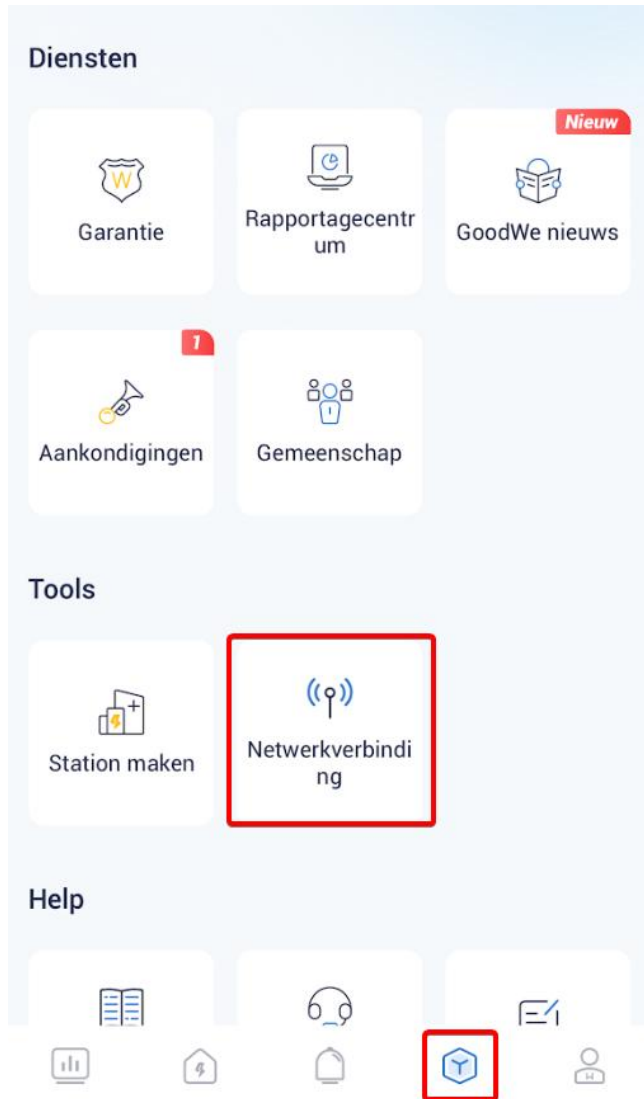 Diensten
Nieuw
Garantie
Rapportagecentr
um
GoodWe nieuws
1
Aankondigingen
Gemeenschap
Tools
Station maken
Netwerkverbindi
ng
Help